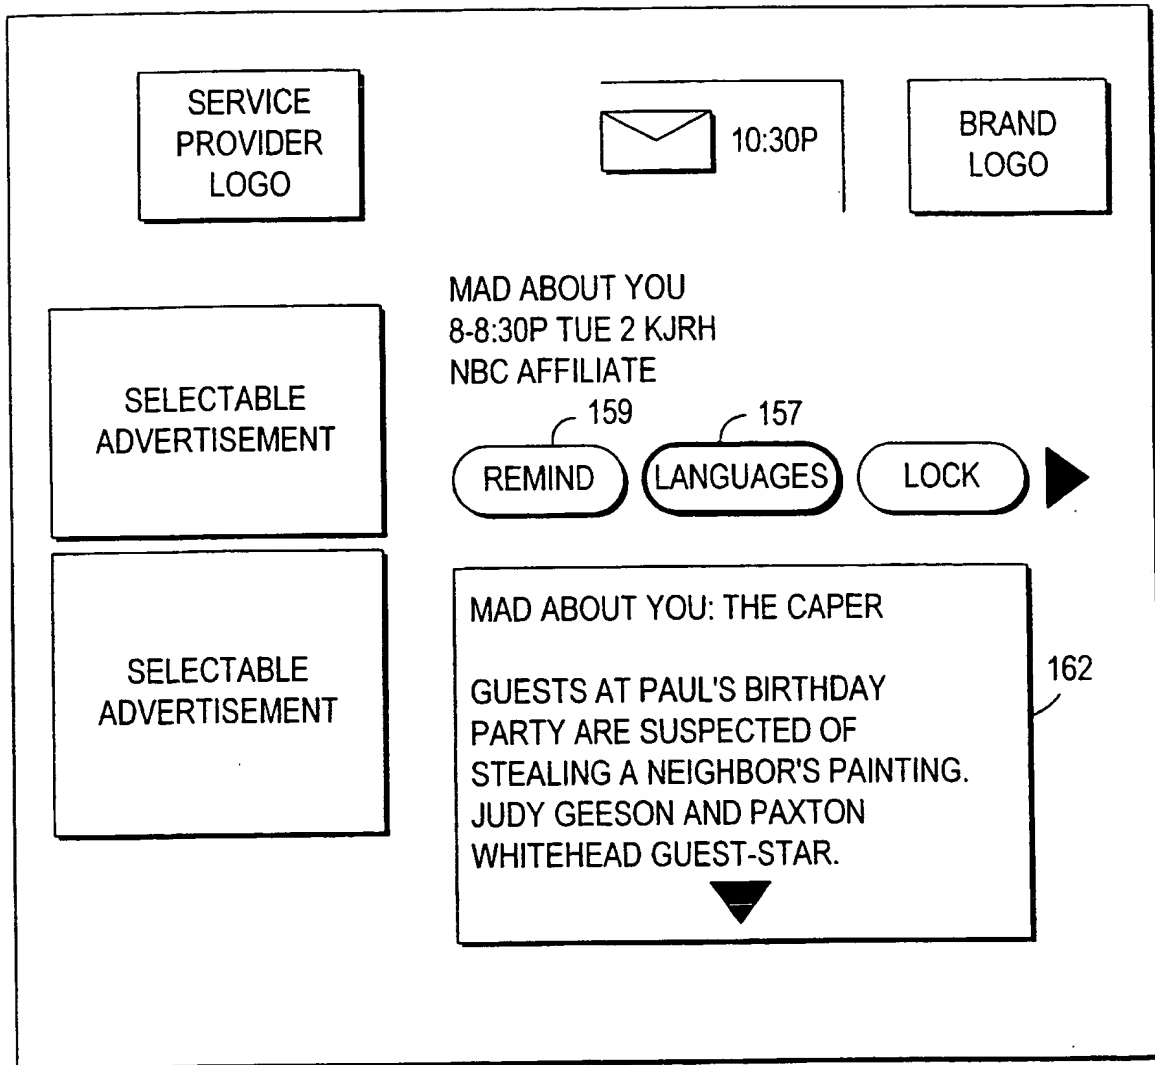 SERVICE
PROVIDER
LOGO
10:30P
BRAND
LOGO
MAD ABOUT YOU
8-8:30P TUE 2 KJRH
NBC AFFILIATE
SELECTABLE
ADVERTISEMENT
159
157
REMIND
LANGUAGES
LOCK
SELECTABLE
ADVERTISEMENT
MAD ABOUT YOU: THE CAPER
GUESTS AT PAUL'S BIRTHDAY
PARTY ARE SUSPECTED OF
STEALING A NEIGHBOR'S PAINTING.
JUDY GEESON AND PAXTON
WHITEHEAD GUEST-STAR.
162